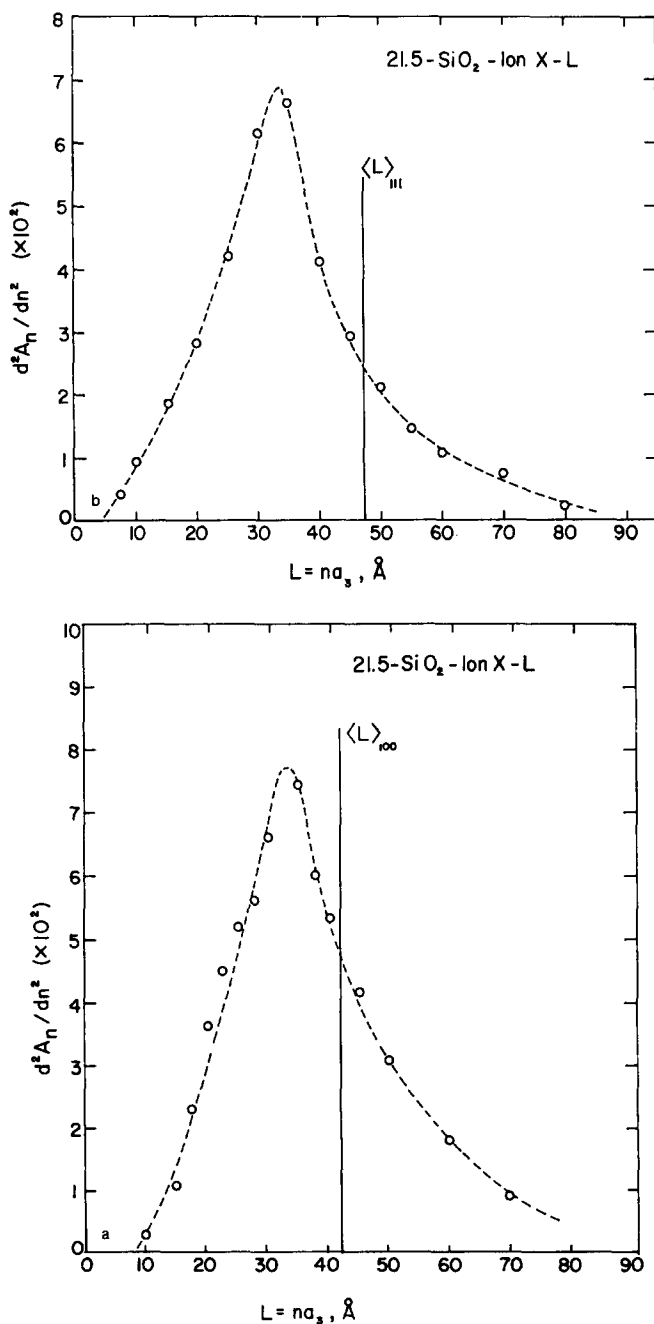 8
21.5-SiO₂-Ion X-L
7
⟨L⟩₁₁₁
6
5
4
3
2
1
0
b
d²Aₙ/dn² (×10²)
0 10 20 30 40 50 60 70 80 90
L = na₃, Å
10
21.5-SiO₂-Ion X-L
9
⟨L⟩₁₀₀
8
7
6
5
4
3
2
1
0
a
d²Aₙ/dn² (×10²)
0 10 20 30 40 50 60 70 80 90
L = na₃, Å